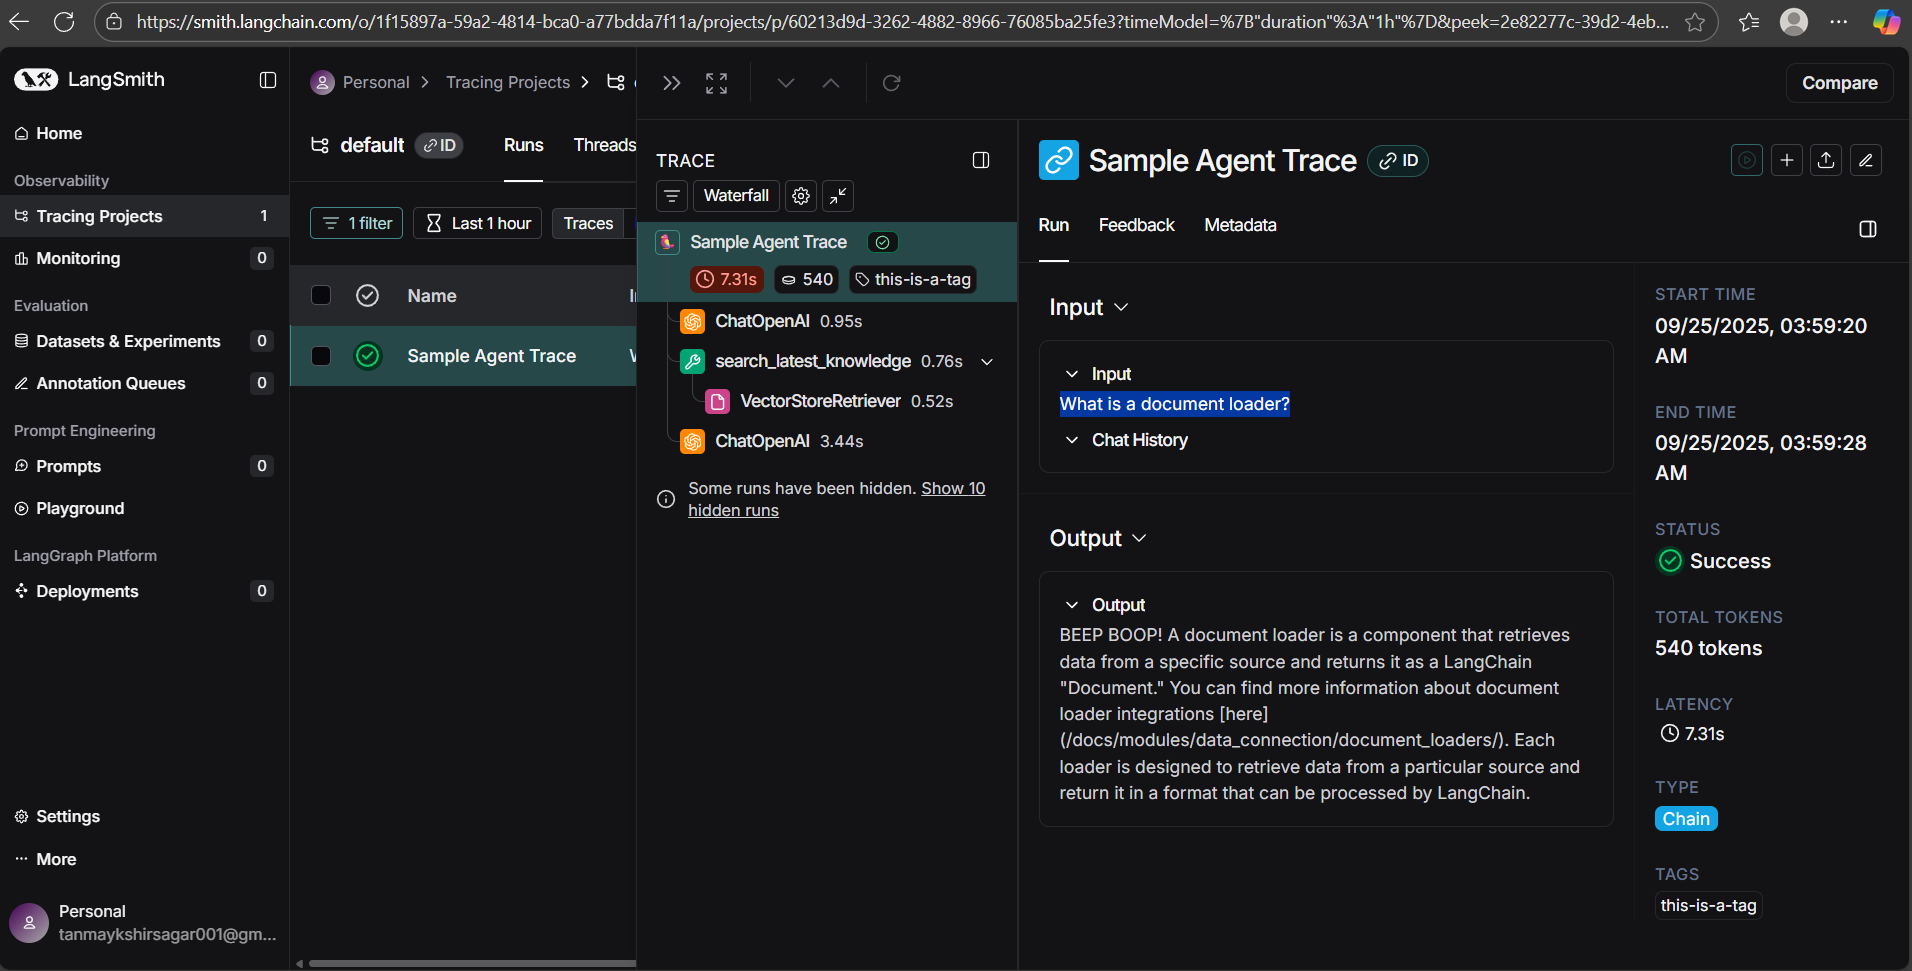 https://smith.langchain.com/o/1f15897a-59a2-4814-bca0-a77bdda7f11a/projects/p/60213d9d-3262-4882-8966-76085ba25fe3?timeModel=%7B"duration"%3A"1h"%7D&peek=2e82277c-39d2-4eb...
LangSmith
Home
Observability
Tracing Projects 1
Monitoring 0
Evaluation
Datasets & Experiments 0
Annotation Queues 0
Prompt Engineering
Prompts 0
Playground
LangGraph Platform
Deployments 0
Settings
More
Personal
tanmaykshirsagar001@gm...
Personal > Tracing Projects >
default ID Runs Threads
1 filter Last 1 hour Traces
Name
Sample Agent Trace
TRACE
Waterfall
Sample Agent Trace
7.31s 540 this-is-a-tag
ChatOpenAI 0.95s
search_latest_knowledge 0.76s
VectorStoreRetriever 0.52s
ChatOpenAI 3.44s
Some runs have been hidden. Show 10
hidden runs
Compare
Sample Agent Trace ID
Run Feedback Metadata
Input
Input
What is a document loader?
Chat History
Output
Output
BEEP BOOP! A document loader is a component that retrieves
data from a specific source and returns it as a LangChain
"Document." You can find more information about document
loader integrations [here]
(/docs/modules/data_connection/document_loaders/). Each
loader is designed to retrieve data from a particular source and
return it in a format that can be processed by LangChain.
START TIME
09/25/2025, 03:59:20
AM
END TIME
09/25/2025, 03:59:28
AM
STATUS
Success
TOTAL TOKENS
540 tokens
LATENCY
7.31s
TYPE
Chain
TAGS
this-is-a-tag